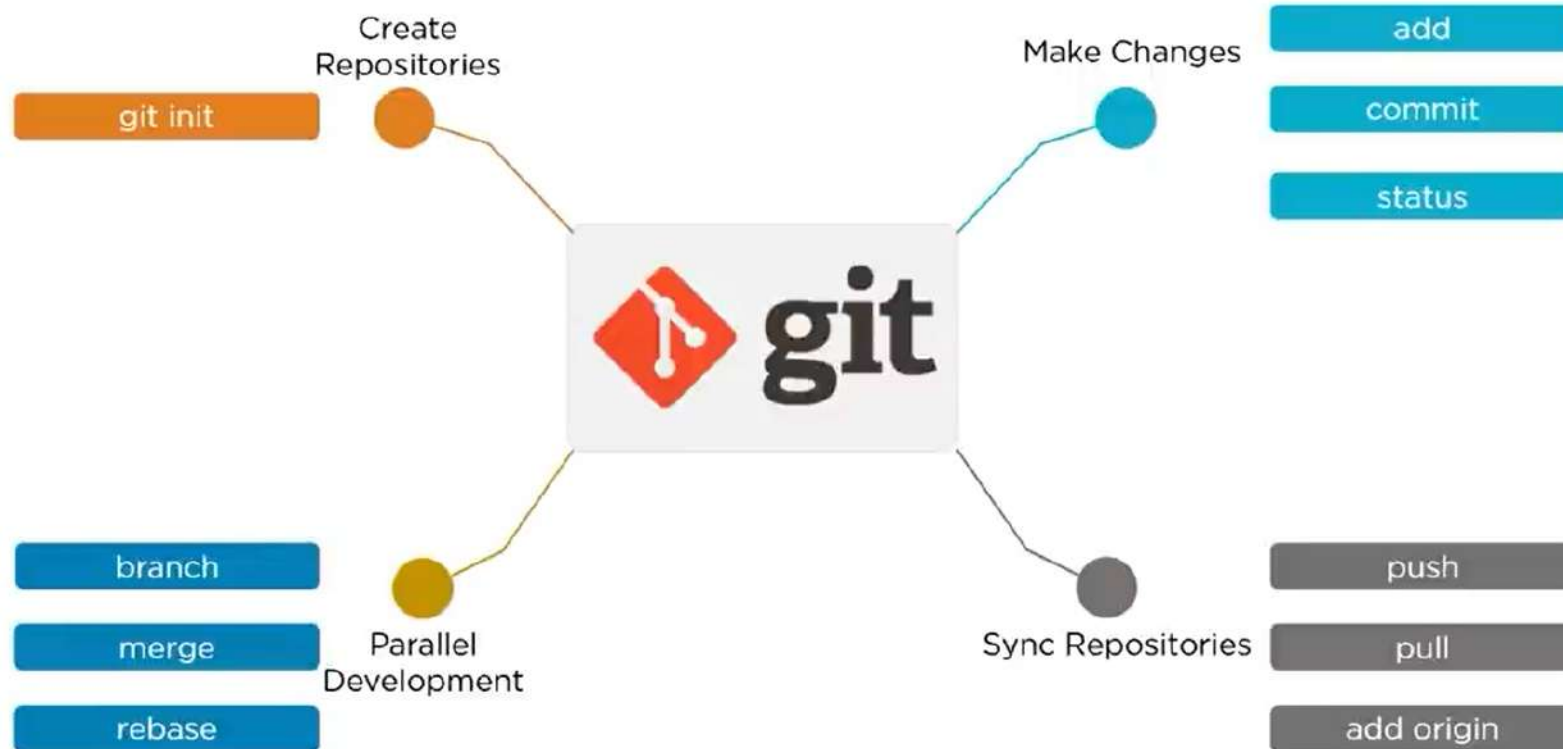 Create
Repositories
git init
Make Changes
add
commit
status
git
branch
merge
rebase
Parallel
Development
Sync Repositories
push
pull
add origin